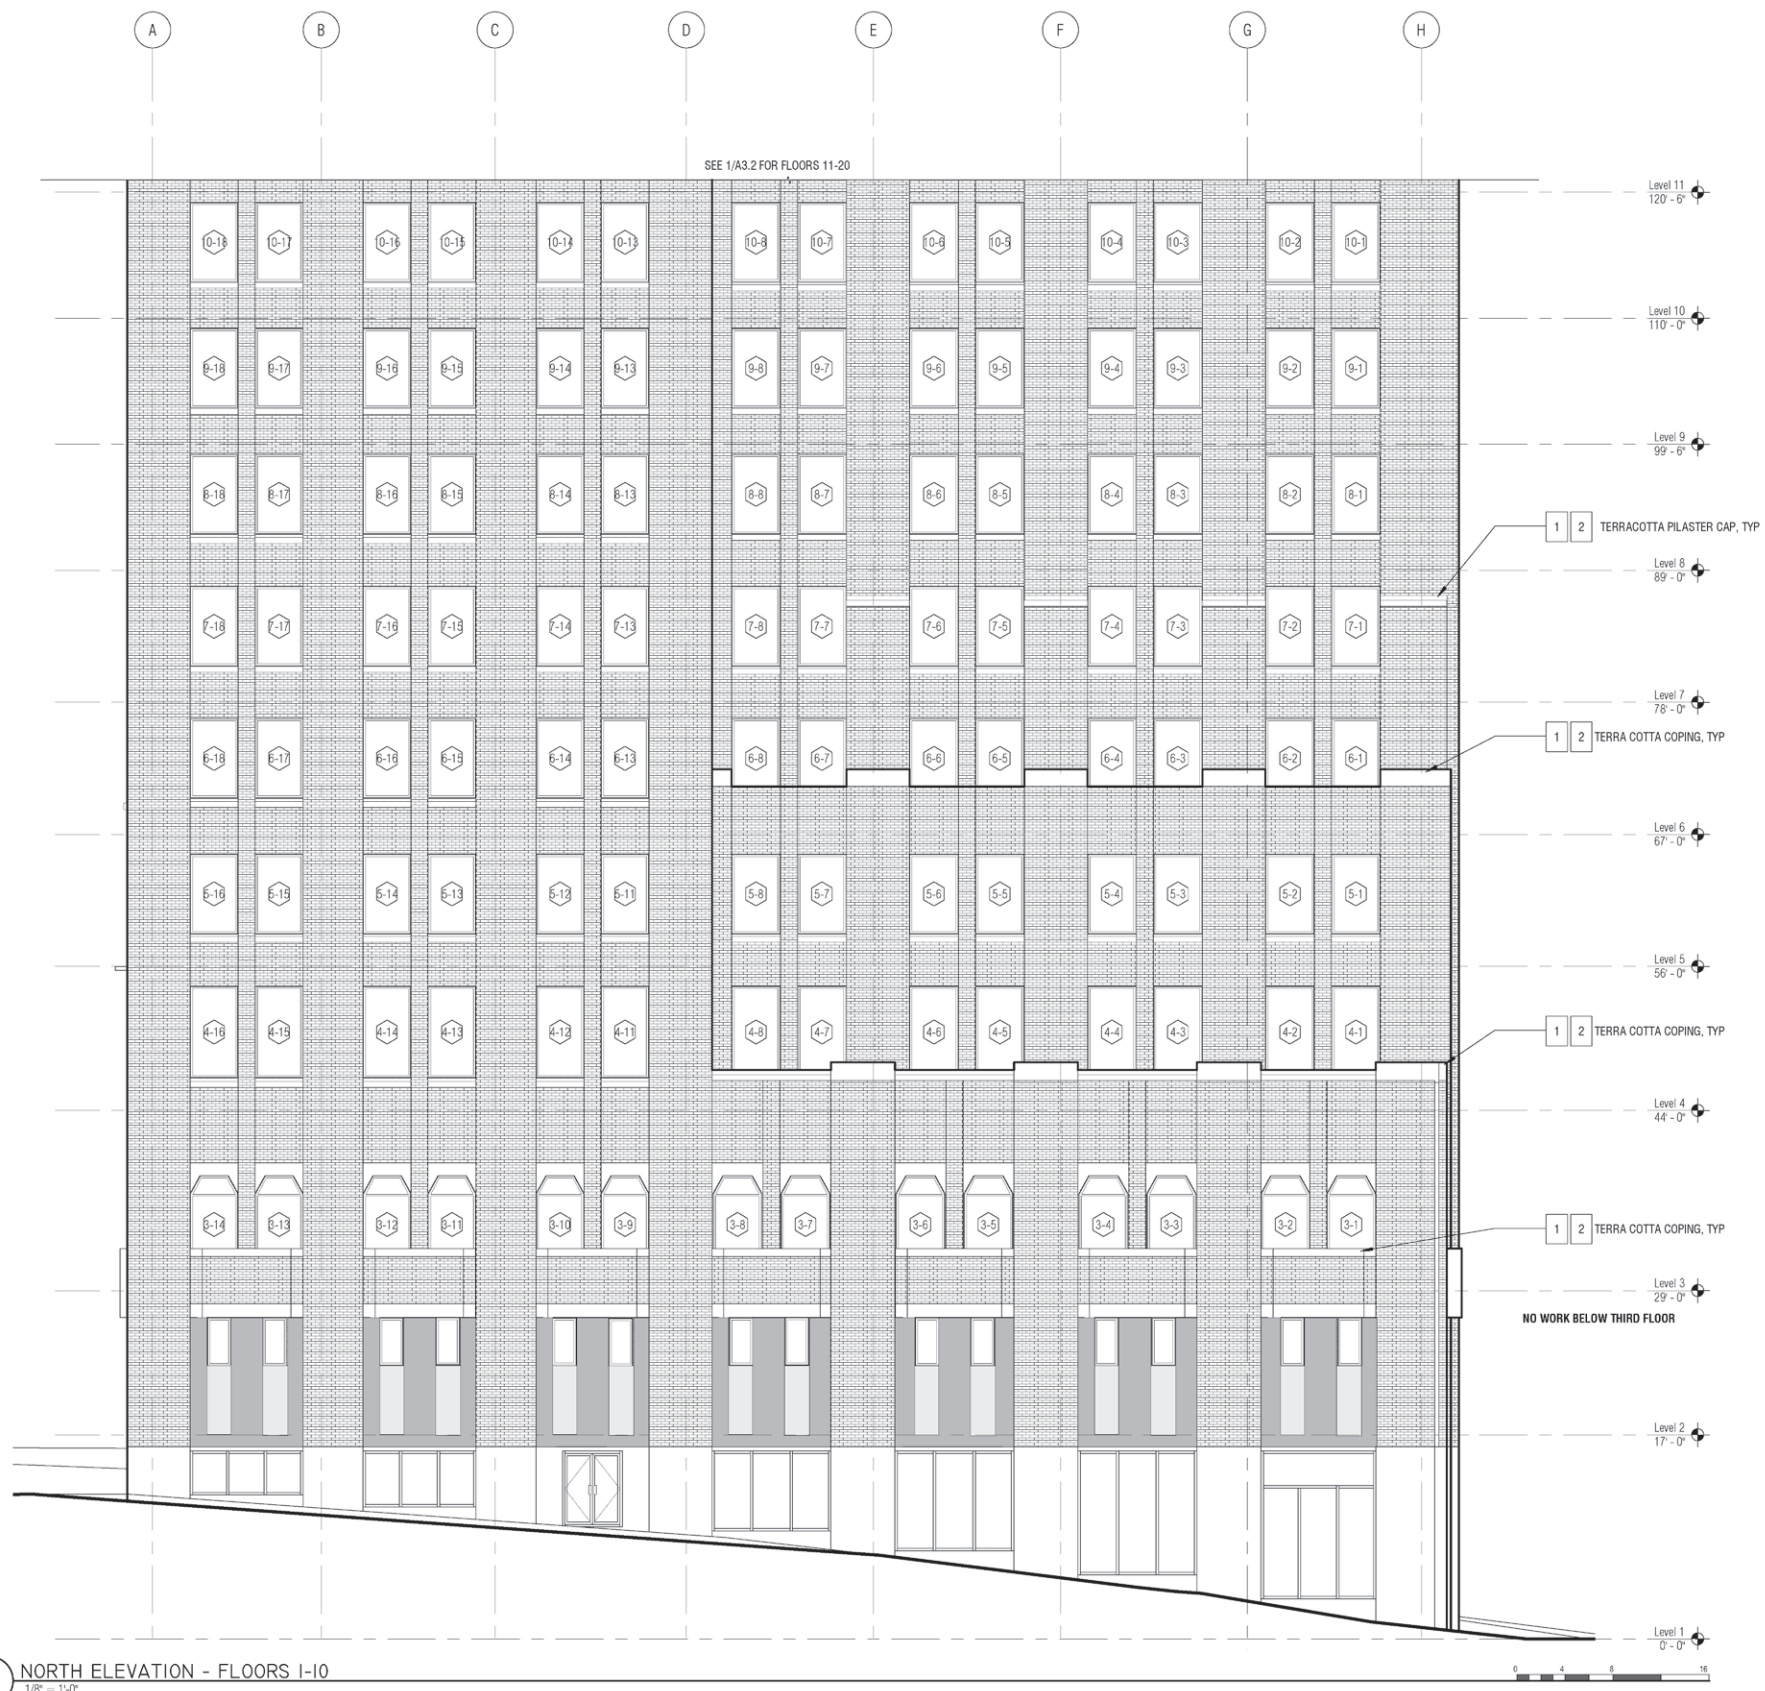 A B C D E F G H
SEE 1/A3.2 FOR FLOORS 11-20
Level 11
120' - 6"
10-18 10-17 10-16 10-15 10-14 10-13 10-8 10-7 10-6 10-5 10-4 10-3 10-2 10-1
Level 10
110' - 0"
9-18 9-17 9-16 9-15 9-14 9-13 9-8 9-7 9-6 9-5 9-4 9-3 9-2 9-1
Level 9
99' - 6"
8-18 8-17 8-16 8-15 8-14 8-13 8-8 8-7 8-6 8-5 8-4 8-3 8-2 8-1
1 2 TERRACOTTA PILASTER CAP, TYP
Level 8
89' - 0"
7-18 7-17 7-16 7-15 7-14 7-13 7-8 7-7 7-6 7-5 7-4 7-3 7-2 7-1
Level 7
78' - 0"
1 2 TERRA COTTA COPING, TYP
6-18 6-17 6-16 6-15 6-14 6-13 6-8 6-7 6-6 6-5 6-4 6-3 6-2 6-1
Level 6
67' - 0"
5-16 5-15 5-14 5-13 5-12 5-11 5-8 5-7 5-6 5-5 5-4 5-3 5-2 5-1
Level 5
56' - 0"
4-16 4-15 4-14 4-13 4-12 4-11 4-8 4-7 4-6 4-5 4-4 4-3 4-2 4-1
1 2 TERRA COTTA COPING, TYP
Level 4
44' - 0"
3-14 3-13 3-12 3-11 3-10 3-9 3-8 3-7 3-6 3-5 3-4 3-3 3-2 3-1
1 2 TERRA COTTA COPING, TYP
Level 3
29' - 0"
NO WORK BELOW THIRD FLOOR
Level 2
17' - 0"
Level 1
0' - 0"
NORTH ELEVATION - FLOORS 1-10
1/8" = 1'-0"
0 4 8 16